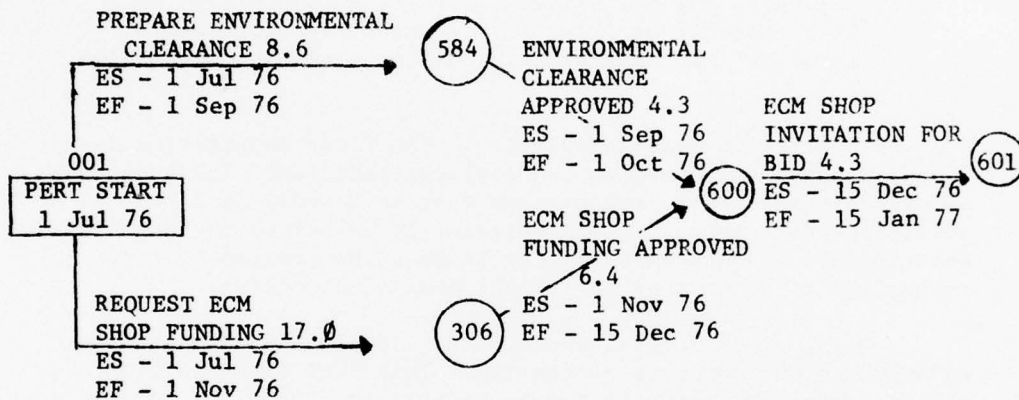 PREPARE ENVIRONMENTAL
CLEARANCE 8.6
ES - 1 Jul 76
EF - 1 Sep 76
584
ENVIRONMENTAL
CLEARANCE
APPROVED 4.3
ES - 1 Sep 76
EF - 1 Oct 76
001
PERT START
1 Jul 76
600
ECM SHOP
INVITATION FOR
BID 4.3
ES - 15 Dec 76
EF - 15 Jan 77
601
REQUEST ECM
SHOP FUNDING 17.0
ES - 1 Jul 76
EF - 1 Nov 76
306
ECM SHOP
FUNDING APPROVED
6.4
ES - 1 Nov 76
EF - 15 Dec 76